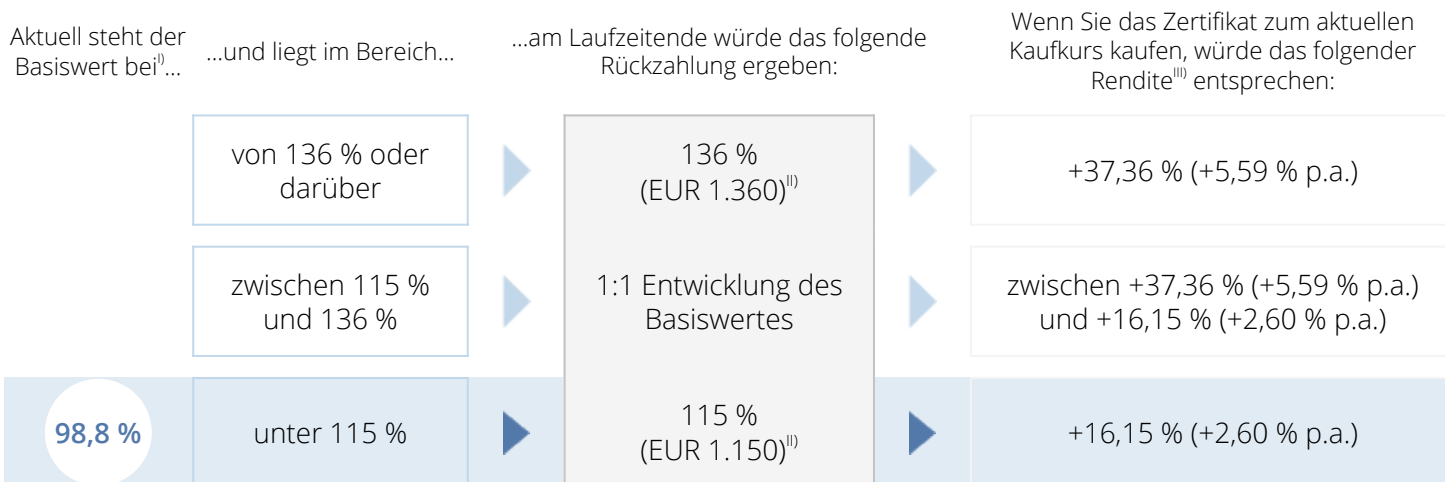 Aktuell steht der
Basiswert bei^I)...
...und liegt im Bereich...
...am Laufzeitende würde das folgende
Rückzahlung ergeben:
Wenn Sie das Zertifikat zum aktuellen
Kaufkurs kaufen, würde das folgender
Rendite^III) entsprechen:
von 136 % oder
darüber
136 %
(EUR 1.360)^II)
+37,36 % (+5,59 % p.a.)
zwischen 115 %
und 136 %
1:1 Entwicklung des
Basiswertes
zwischen +37,36 % (+5,59 % p.a.)
und +16,15 % (+2,60 % p.a.)
98,8 %
unter 115 %
115 %
(EUR 1.150)^II)
+16,15 % (+2,60 % p.a.)